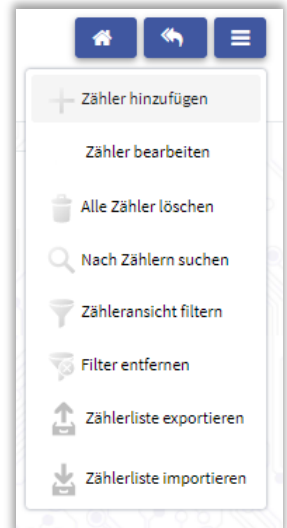 Zähler hinzufügen
Zähler bearbeiten
Alle Zähler löschen
Nach Zählern suchen
Zähleransicht filtern
Filter entfernen
Zählerliste exportieren
Zählerliste importieren